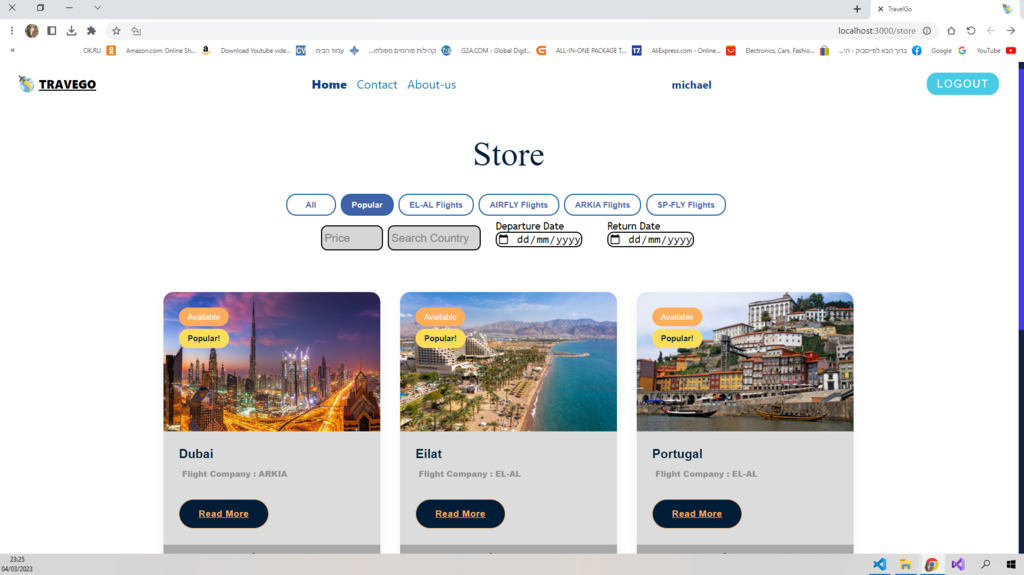 TravelGo
localhost:3000/store
OK.RU
Amazon.com: Online Sh...
Download Youtube vide...
עמוד הבית
קהילות פורומים מומלוצ...
G2A.COM - Global Digit...
ALL-IN-ONE PACKAGE T...
AliExpress.com - Online...
Electronics, Cars, Fashio...
ברוך הבא לפייסבוק - הי...
Google
YouTube
TRAVEGO
Home
Contact
About-us
michael
LOGOUT
Store
All
Popular
EL-AL Flights
AIRFLY Flights
ARKIA Flights
SP-FLY Flights
Price
Search Country
Departure Date
dd/mm/yyyy
Return Date
dd/mm/yyyy
Available
Popular!
Dubai
Flight Company : ARKIA
Read More
Available
Popular!
Eilat
Flight Company : EL-AL
Read More
Available
Popular!
Portugal
Flight Company : EL-AL
Read More
23:25
04/03/2023